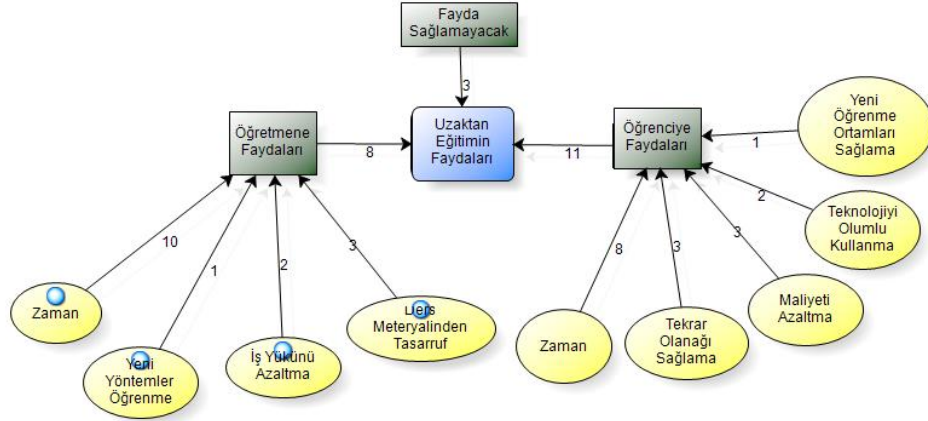 Fayda
Sağlamayacak
3
Uzaktan
Eğitimin
Faydaları
Öğretmene
Faydaları
8
Öğrenciye
Faydaları
11
Yeni
Öğrenme
Ortamları
Sağlama
1
Teknolojiyi
Olumlu
Kullanma
2
Maliyeti
Azaltma
3
Tekrar
Olanağı
Sağlama
3
Zaman
8
Zaman
10
Yeni
Yöntemler
Öğrenme
1
İş Yükünü
Azaltma
2
Ders
Meteryalinden
Tasarruf
3